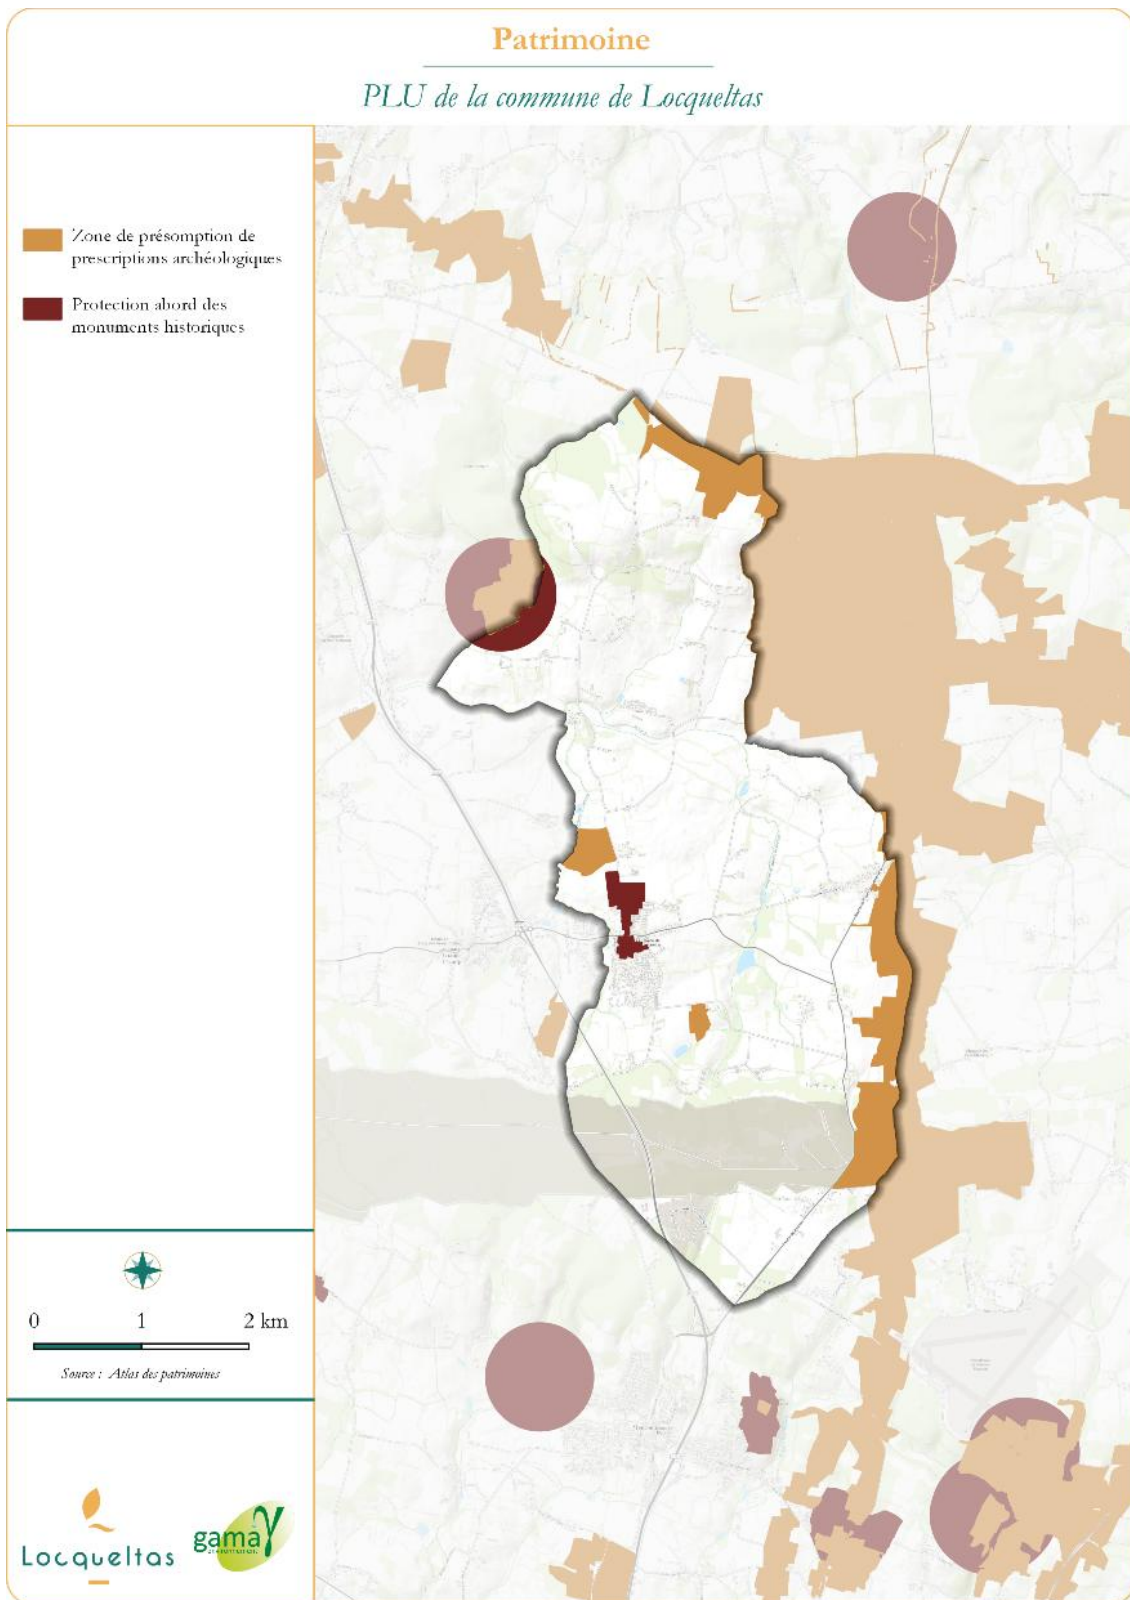 Patrimoine
PLU de la commune de Locqueltas
Zone de présomption de
prescriptions archéologiques
Protection abord des
monuments historiques
0 1 2 km
Source : Atlas des patrimoines
Locqueltas
gama